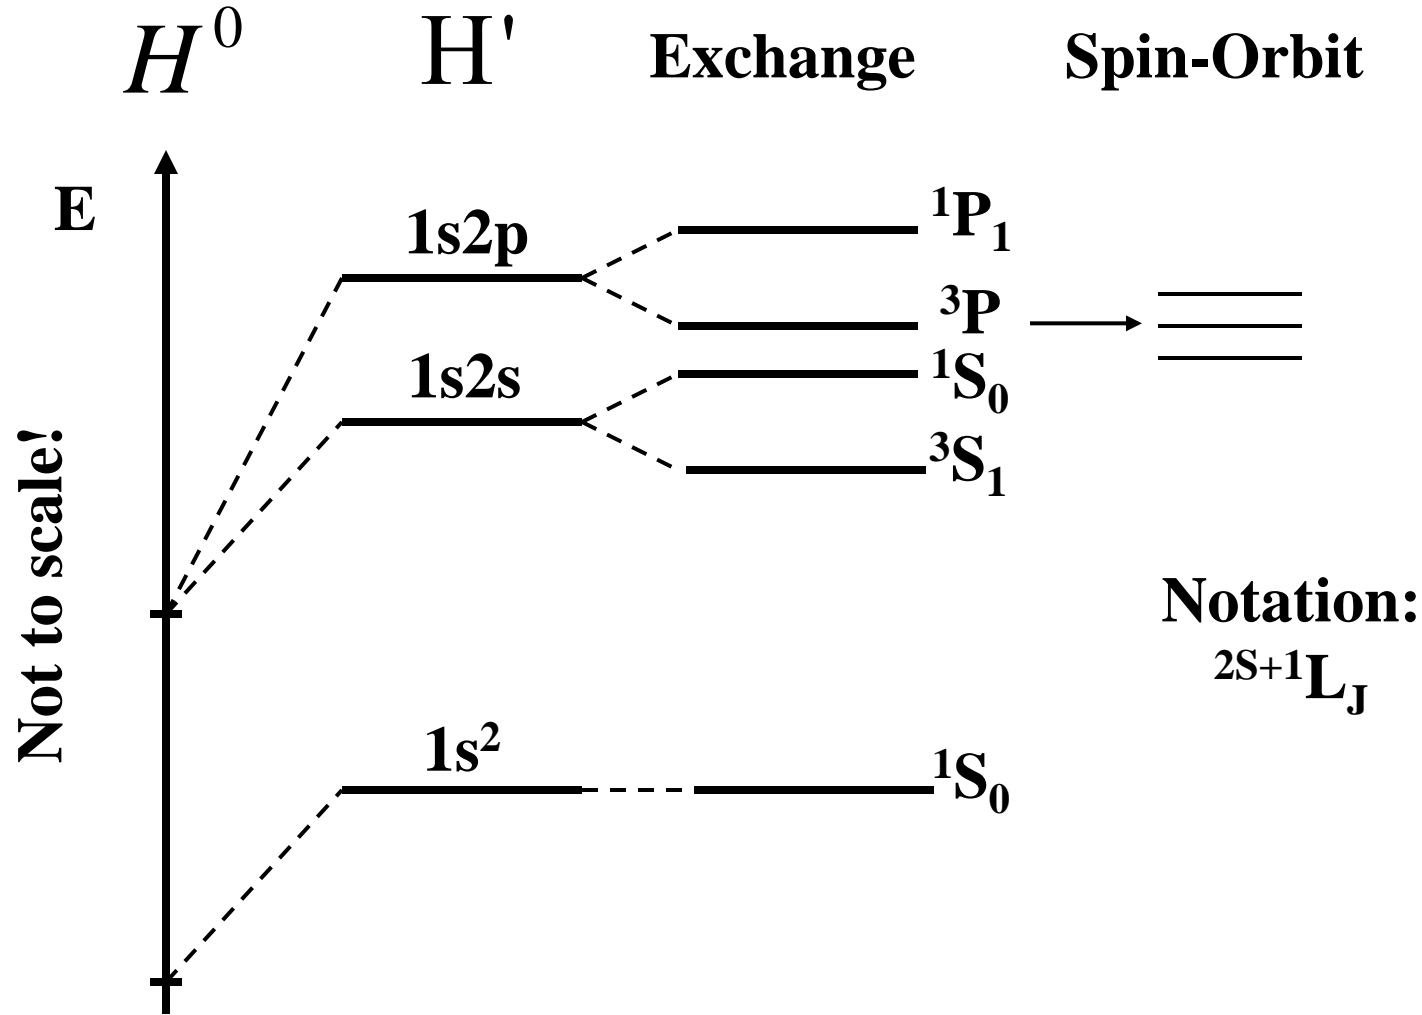 H⁰ H' Exchange Spin-Orbit
E
1s2p
¹P₁
³P
1s2s
¹S₀
³S₁
Not to scale!
Notation:
²ˢ⁺¹L_J
1s²
¹S₀